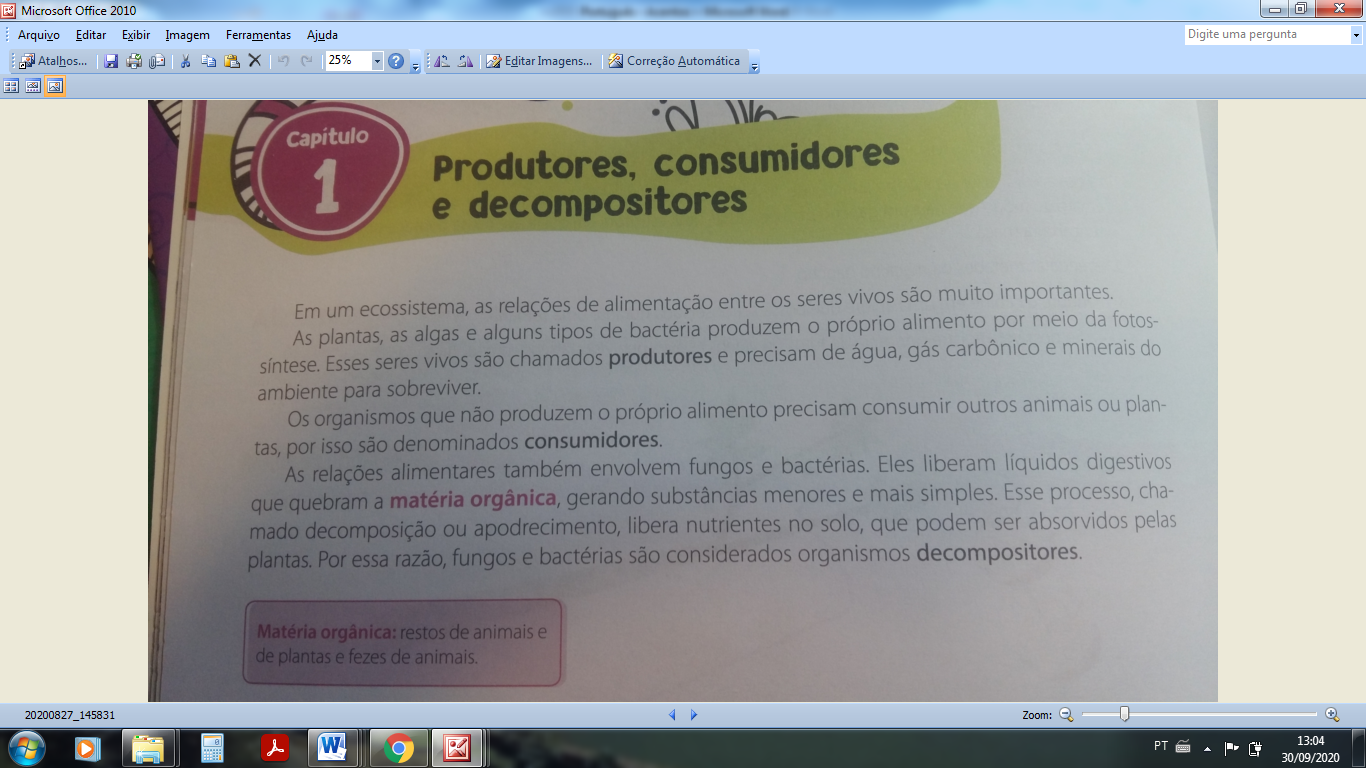 Microsoft Office 2010
Arquivo Editar Exibir Imagem Ferramentas Ajuda
Digite uma pergunta
Atalhos... 25% Editar Imagens... Correção Automática
Capítulo
1
Produtores, consumidores
e decompositores
Em um ecossistema, as relações de alimentação entre os seres vivos são muito importantes.
As plantas, as algas e alguns tipos de bactéria produzem o próprio alimento por meio da fotos-
síntese. Esses seres vivos são chamados produtores e precisam de água, gás carbônico e minerais do
ambiente para sobreviver.
Os organismos que não produzem o próprio alimento precisam consumir outros animais ou plan-
tas, por isso são denominados consumidores.
As relações alimentares também envolvem fungos e bactérias. Eles liberam líquidos digestivos
que quebram a matéria orgânica, gerando substâncias menores e mais simples. Esse processo, cha-
mado decomposição ou apodrecimento, libera nutrientes no solo, que podem ser absorvidos pelas
plantas. Por essa razão, fungos e bactérias são considerados organismos decompositores.
Matéria orgânica: restos de animais e
de plantas e fezes de animais.
20200827_145831
Zoom:
PT
13:04
30/09/2020